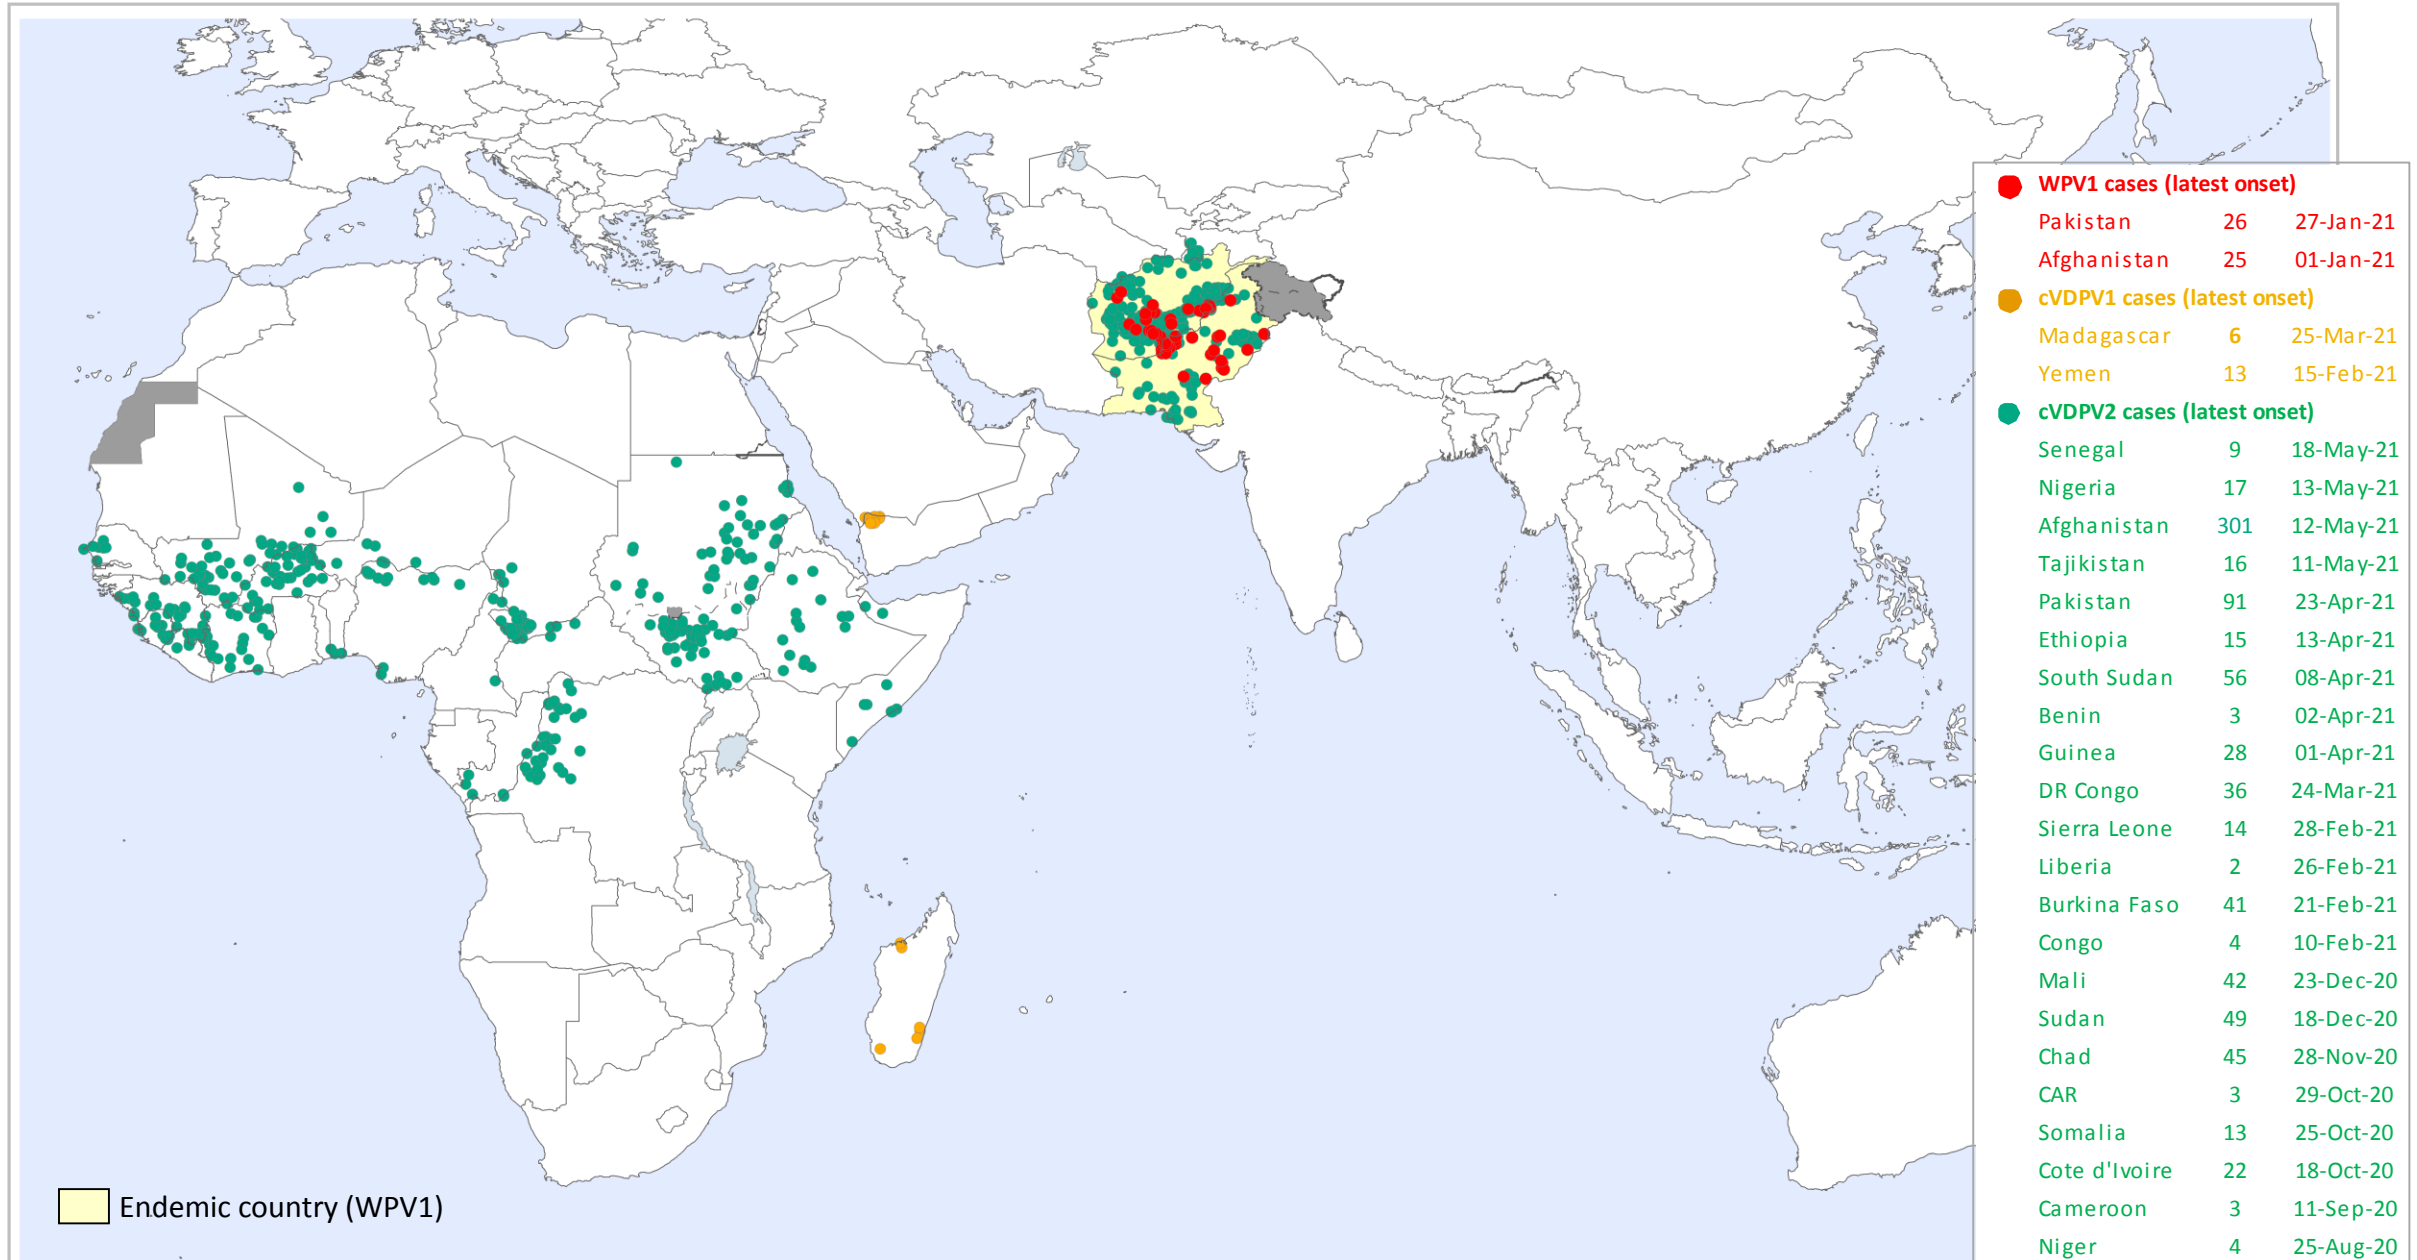 WPV1 cases (latest onset)
Pakistan 26 27-Jan-21
Afghanistan 25 01-Jan-21
cVDPV1 cases (latest onset)
Madagascar 6 25-Mar-21
Yemen 13 15-Feb-21
cVDPV2 cases (latest onset)
Senegal 9 18-May-21
Nigeria 17 13-May-21
Afghanistan 301 12-May-21
Tajikistan 16 11-May-21
Pakistan 91 23-Apr-21
Ethiopia 15 13-Apr-21
South Sudan 56 08-Apr-21
Benin 3 02-Apr-21
Guinea 28 01-Apr-21
DR Congo 36 24-Mar-21
Sierra Leone 14 28-Feb-21
Liberia 2 26-Feb-21
Burkina Faso 41 21-Feb-21
Congo 4 10-Feb-21
Mali 42 23-Dec-20
Sudan 49 18-Dec-20
Chad 45 28-Nov-20
CAR 3 29-Oct-20
Somalia 13 25-Oct-20
Cote d'Ivoire 22 18-Oct-20
Cameroon 3 11-Sep-20
Niger 4 25-Aug-20
Endemic country (WPV1)